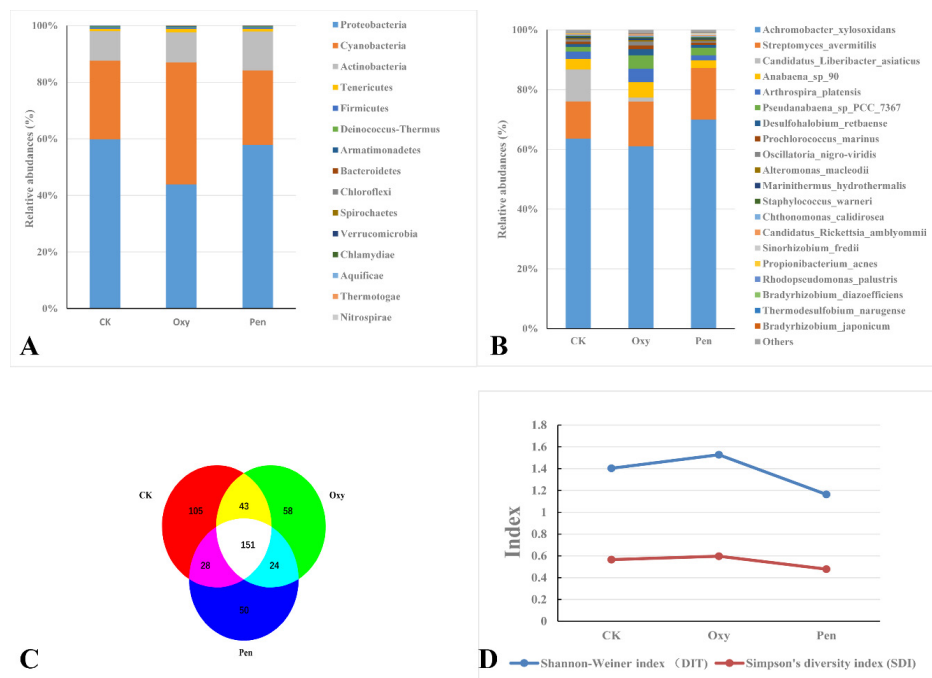 100%
80%
60%
40%
20%
0%
Relative abudances (%)
CK
Oxy
Pen
Proteobacteria
Cyanobacteria
Actinobacteria
Tenericutes
Firmicutes
Deinococcus-Thermus
Armatimonadetes
Bacteroidetes
Chloroflexi
Spirochaetes
Verrucomicrobia
Chlamydiae
Aquificae
Thermotogae
Nitrospirae
A
100%
80%
60%
40%
20%
0%
Relative abudances (%)
CK
Oxy
Pen
Achromobacter_xylosoxidans
Streptomyces_avermitilis
Candidatus_Liberibacter_asiaticus
Anabaena_sp_90
Arthrospira_platensis
Pseudanabaena_sp_PCC_7367
Desulfohalobium_retbaense
Prochlorococcus_marinus
Oscillatoria_nigro-viridis
Alteromonas_macleodii
Marinithermus_hydrothermalis
Staphylococcus_warneri
Chthonomonas_calidirosea
Candidatus_Rickettsia_amblyommii
Sinorhizobium_fredii
Propionibacterium_acnes
Rhodopseudomonas_palustris
Bradyrhizobium_diazoefficiens
Thermodesulfobium_narugense
Bradyrhizobium_japonicum
Others
B
CK
Oxy
105
43
58
151
28
24
50
Pen
C
1.8
1.6
1.4
1.2
1
0.8
0.6
0.4
0.2
0
Index
CK
Oxy
Pen
Shannon-Weiner index （DIT）
Simpson's diversity index (SDI)
D